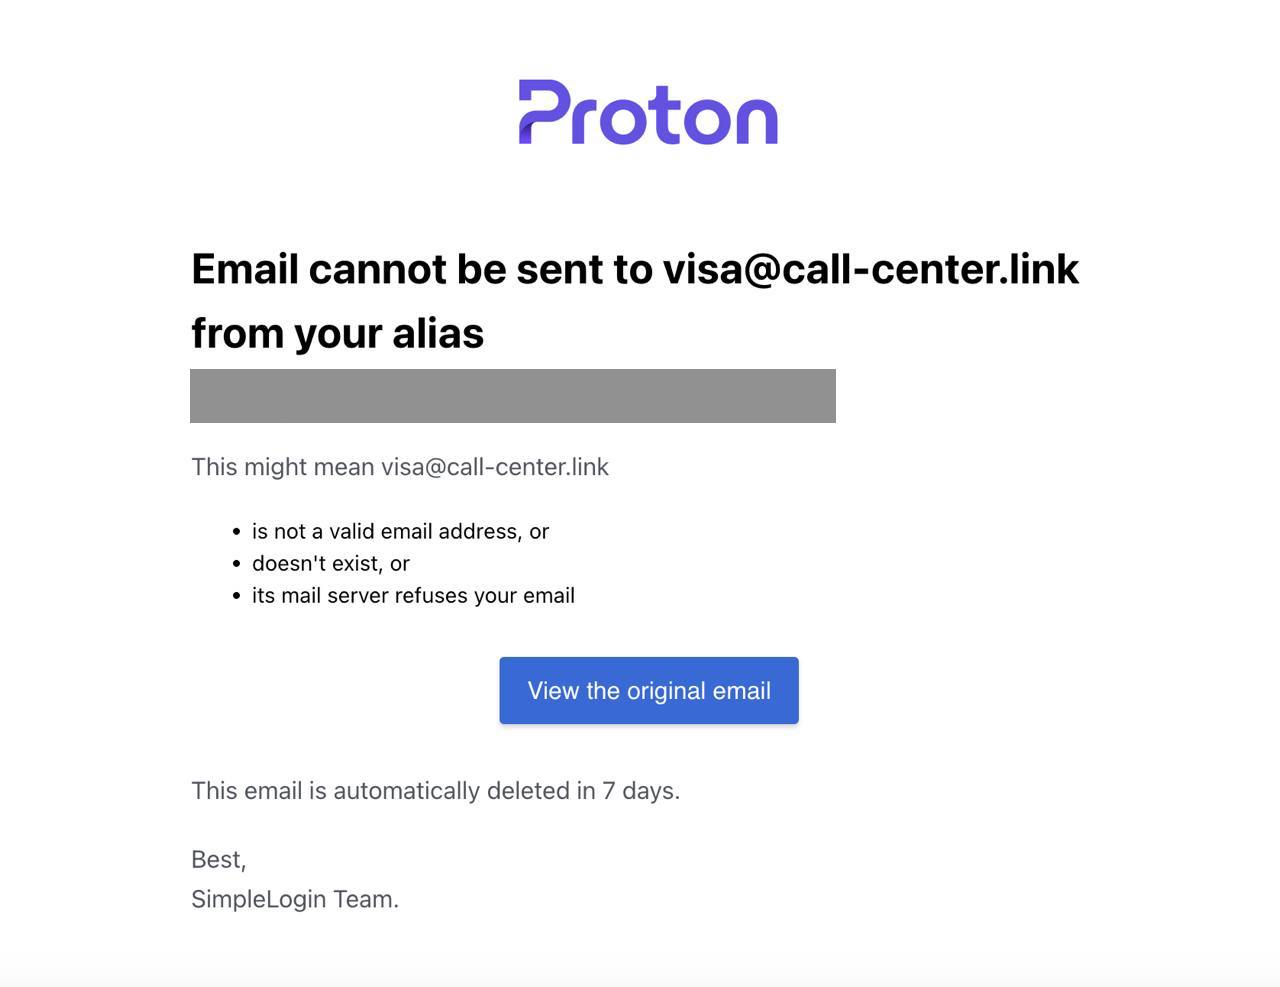 Proton
Email cannot be sent to visa@call-center.link
from your alias
This might mean visa@call-center.link
• is not a valid email address, or
• doesn't exist, or
• its mail server refuses your email
View the original email
This email is automatically deleted in 7 days.
Best,
SimpleLogin Team.